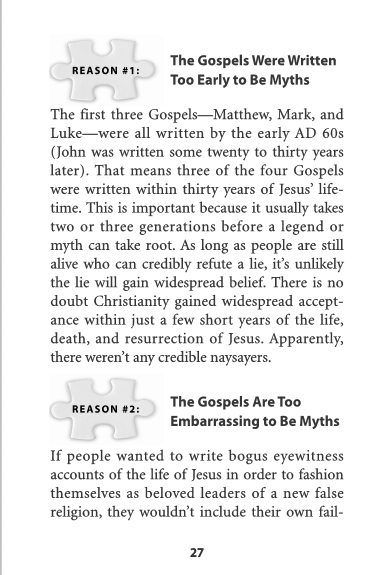 REASON #1:
The Gospels Were Written
Too Early to Be Myths
The first three Gospels—Matthew, Mark, and
Luke—were all written by the early AD 60s
(John was written some twenty to thirty years
later). That means three of the four Gospels
were written within thirty years of Jesus' life-
time. This is important because it usually takes
two or three generations before a legend or
myth can take root. As long as people are still
alive who can credibly refute a lie, it's unlikely
the lie will gain widespread belief. There is no
doubt Christianity gained widespread accept-
ance within just a few short years of the life,
death, and resurrection of Jesus. Apparently,
there weren't any credible naysayers.
REASON #2:
The Gospels Are Too
Embarrassing to Be Myths
If people wanted to write bogus eyewitness
accounts of the life of Jesus in order to fashion
themselves as beloved leaders of a new false
religion, they wouldn't include their own fail-
27